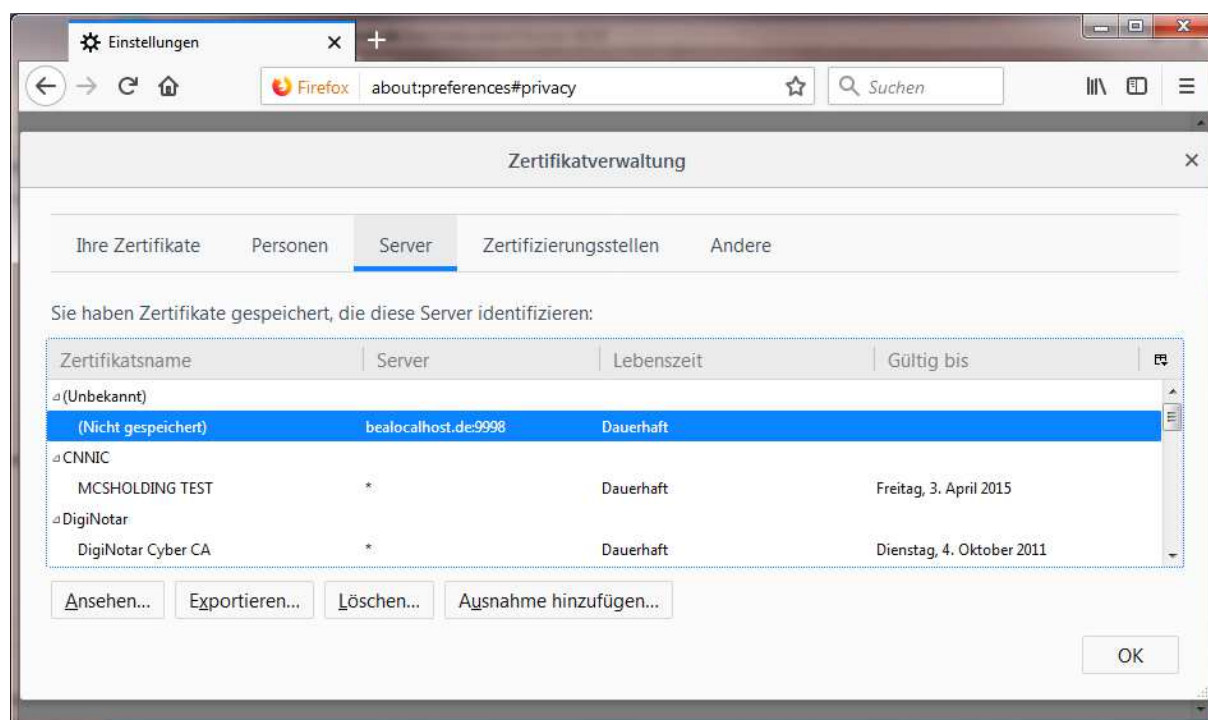 Einstellungen
Firefox about:preferences#privacy Suchen
Zertifikatverwaltung
Ihre Zertifikate Personen Server Zertifizierungsstellen Andere
Sie haben Zertifikate gespeichert, die diese Server identifizieren:
Zertifikatsname Server Lebenszeit Gültig bis
(Unbekannt)
(Nicht gespeichert) bealocalhost.de:9998 Dauerhaft
CNNIC
MCSHOLDING TEST * Dauerhaft Freitag, 3. April 2015
DigiNotar
DigiNotar Cyber CA * Dauerhaft Dienstag, 4. Oktober 2011
Ansehen... Exportieren... Löschen... Ausnahme hinzufügen...
OK